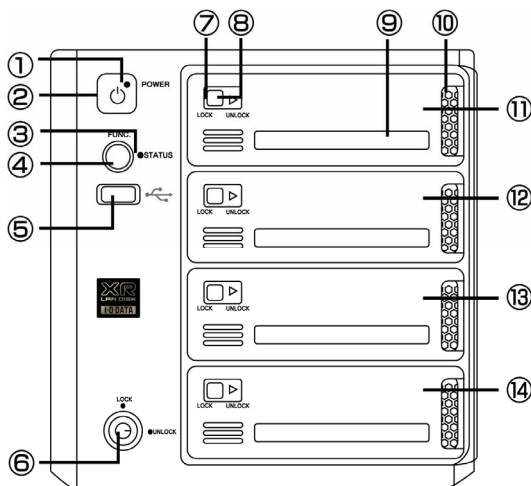 ⑦ ⑧ ⑨ ⑩
①
POWER
②
LOCK UNLOCK
⑪
FUNC.
③
STATUS
④
⑤
⑫
LOCK UNLOCK
XR
LAN DISK
I-O DATA
⑬
LOCK UNLOCK
⑭
LOCK UNLOCK
LOCK
UNLOCK
⑥